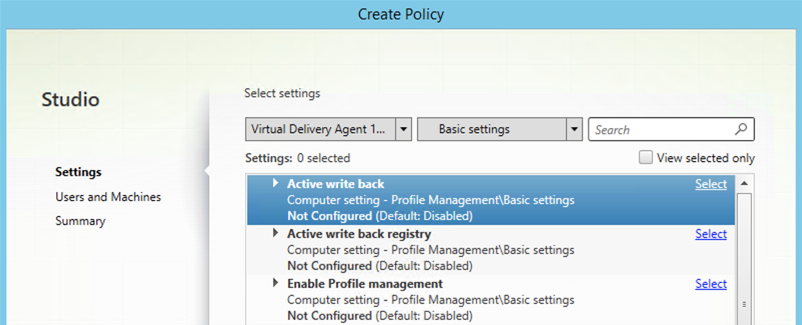 Create Policy
Studio
Settings
Users and Machines
Summary
Select settings
Virtual Delivery Agent 1...
Basic settings
Search
Settings: 0 selected
View selected only
Active write back Select
Computer setting - Profile Management\Basic settings
Not Configured (Default: Disabled)
Active write back registry Select
Computer setting - Profile Management\Basic settings
Not Configured (Default: Disabled)
Enable Profile management Select
Computer setting - Profile Management\Basic settings
Not Configured (Default: Disabled)